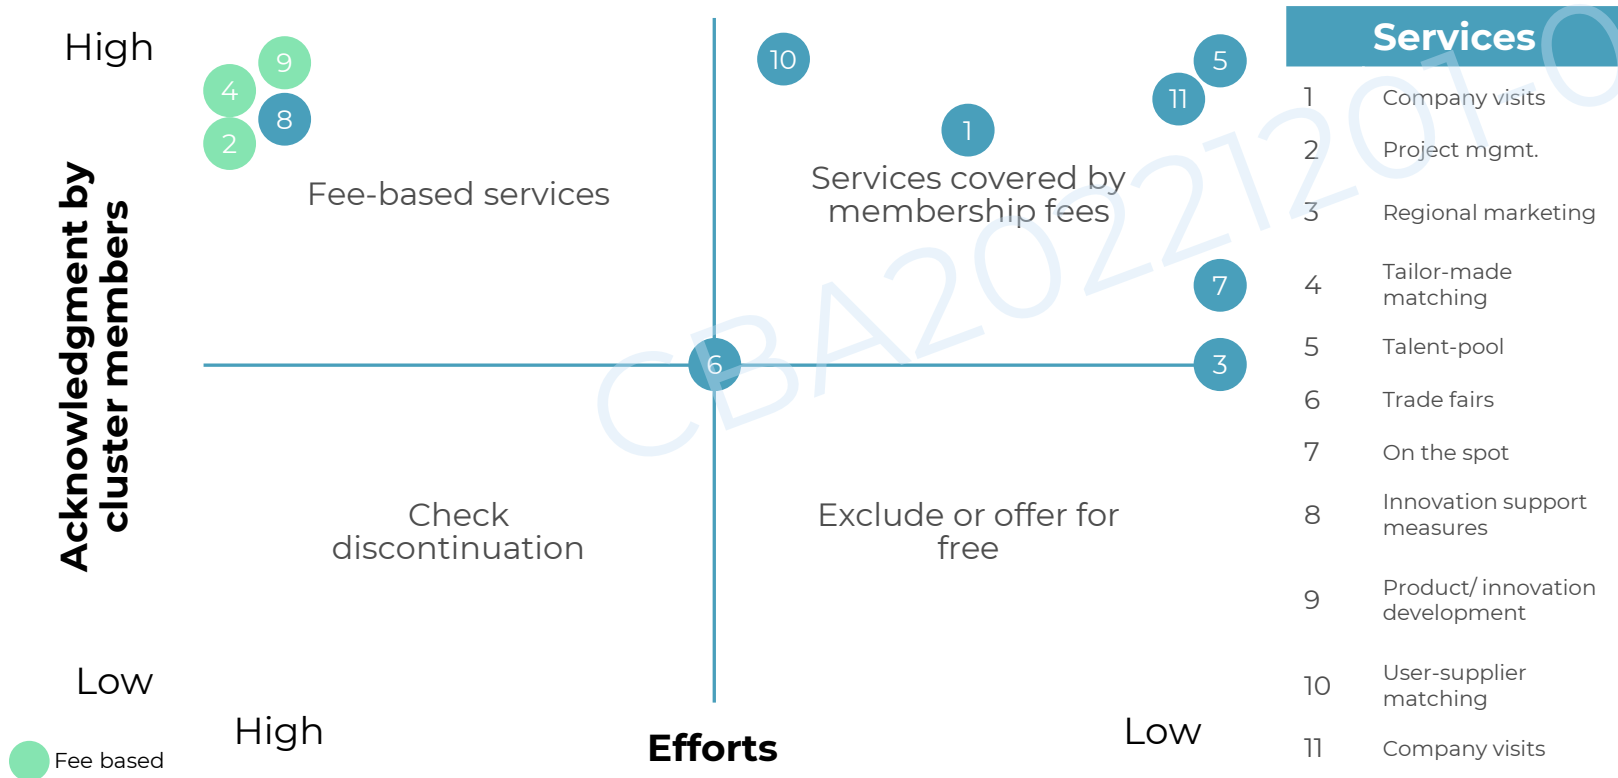 High
9
4
8
2
10
5
11
1
Fee-based services
Services covered by
membership fees
7
6
3
Acknowledgment by
cluster members
Check
discontinuation
Exclude or offer for
free
Low
High
Efforts
Low
Fee based
Services
1 Company visits
2 Project mgmt.
3 Regional marketing
4 Tailor-made
matching
5 Talent-pool
6 Trade fairs
7 On the spot
8 Innovation support
measures
9 Product/ innovation
development
10 User-supplier
matching
11 Company visits
CBA20221201-0